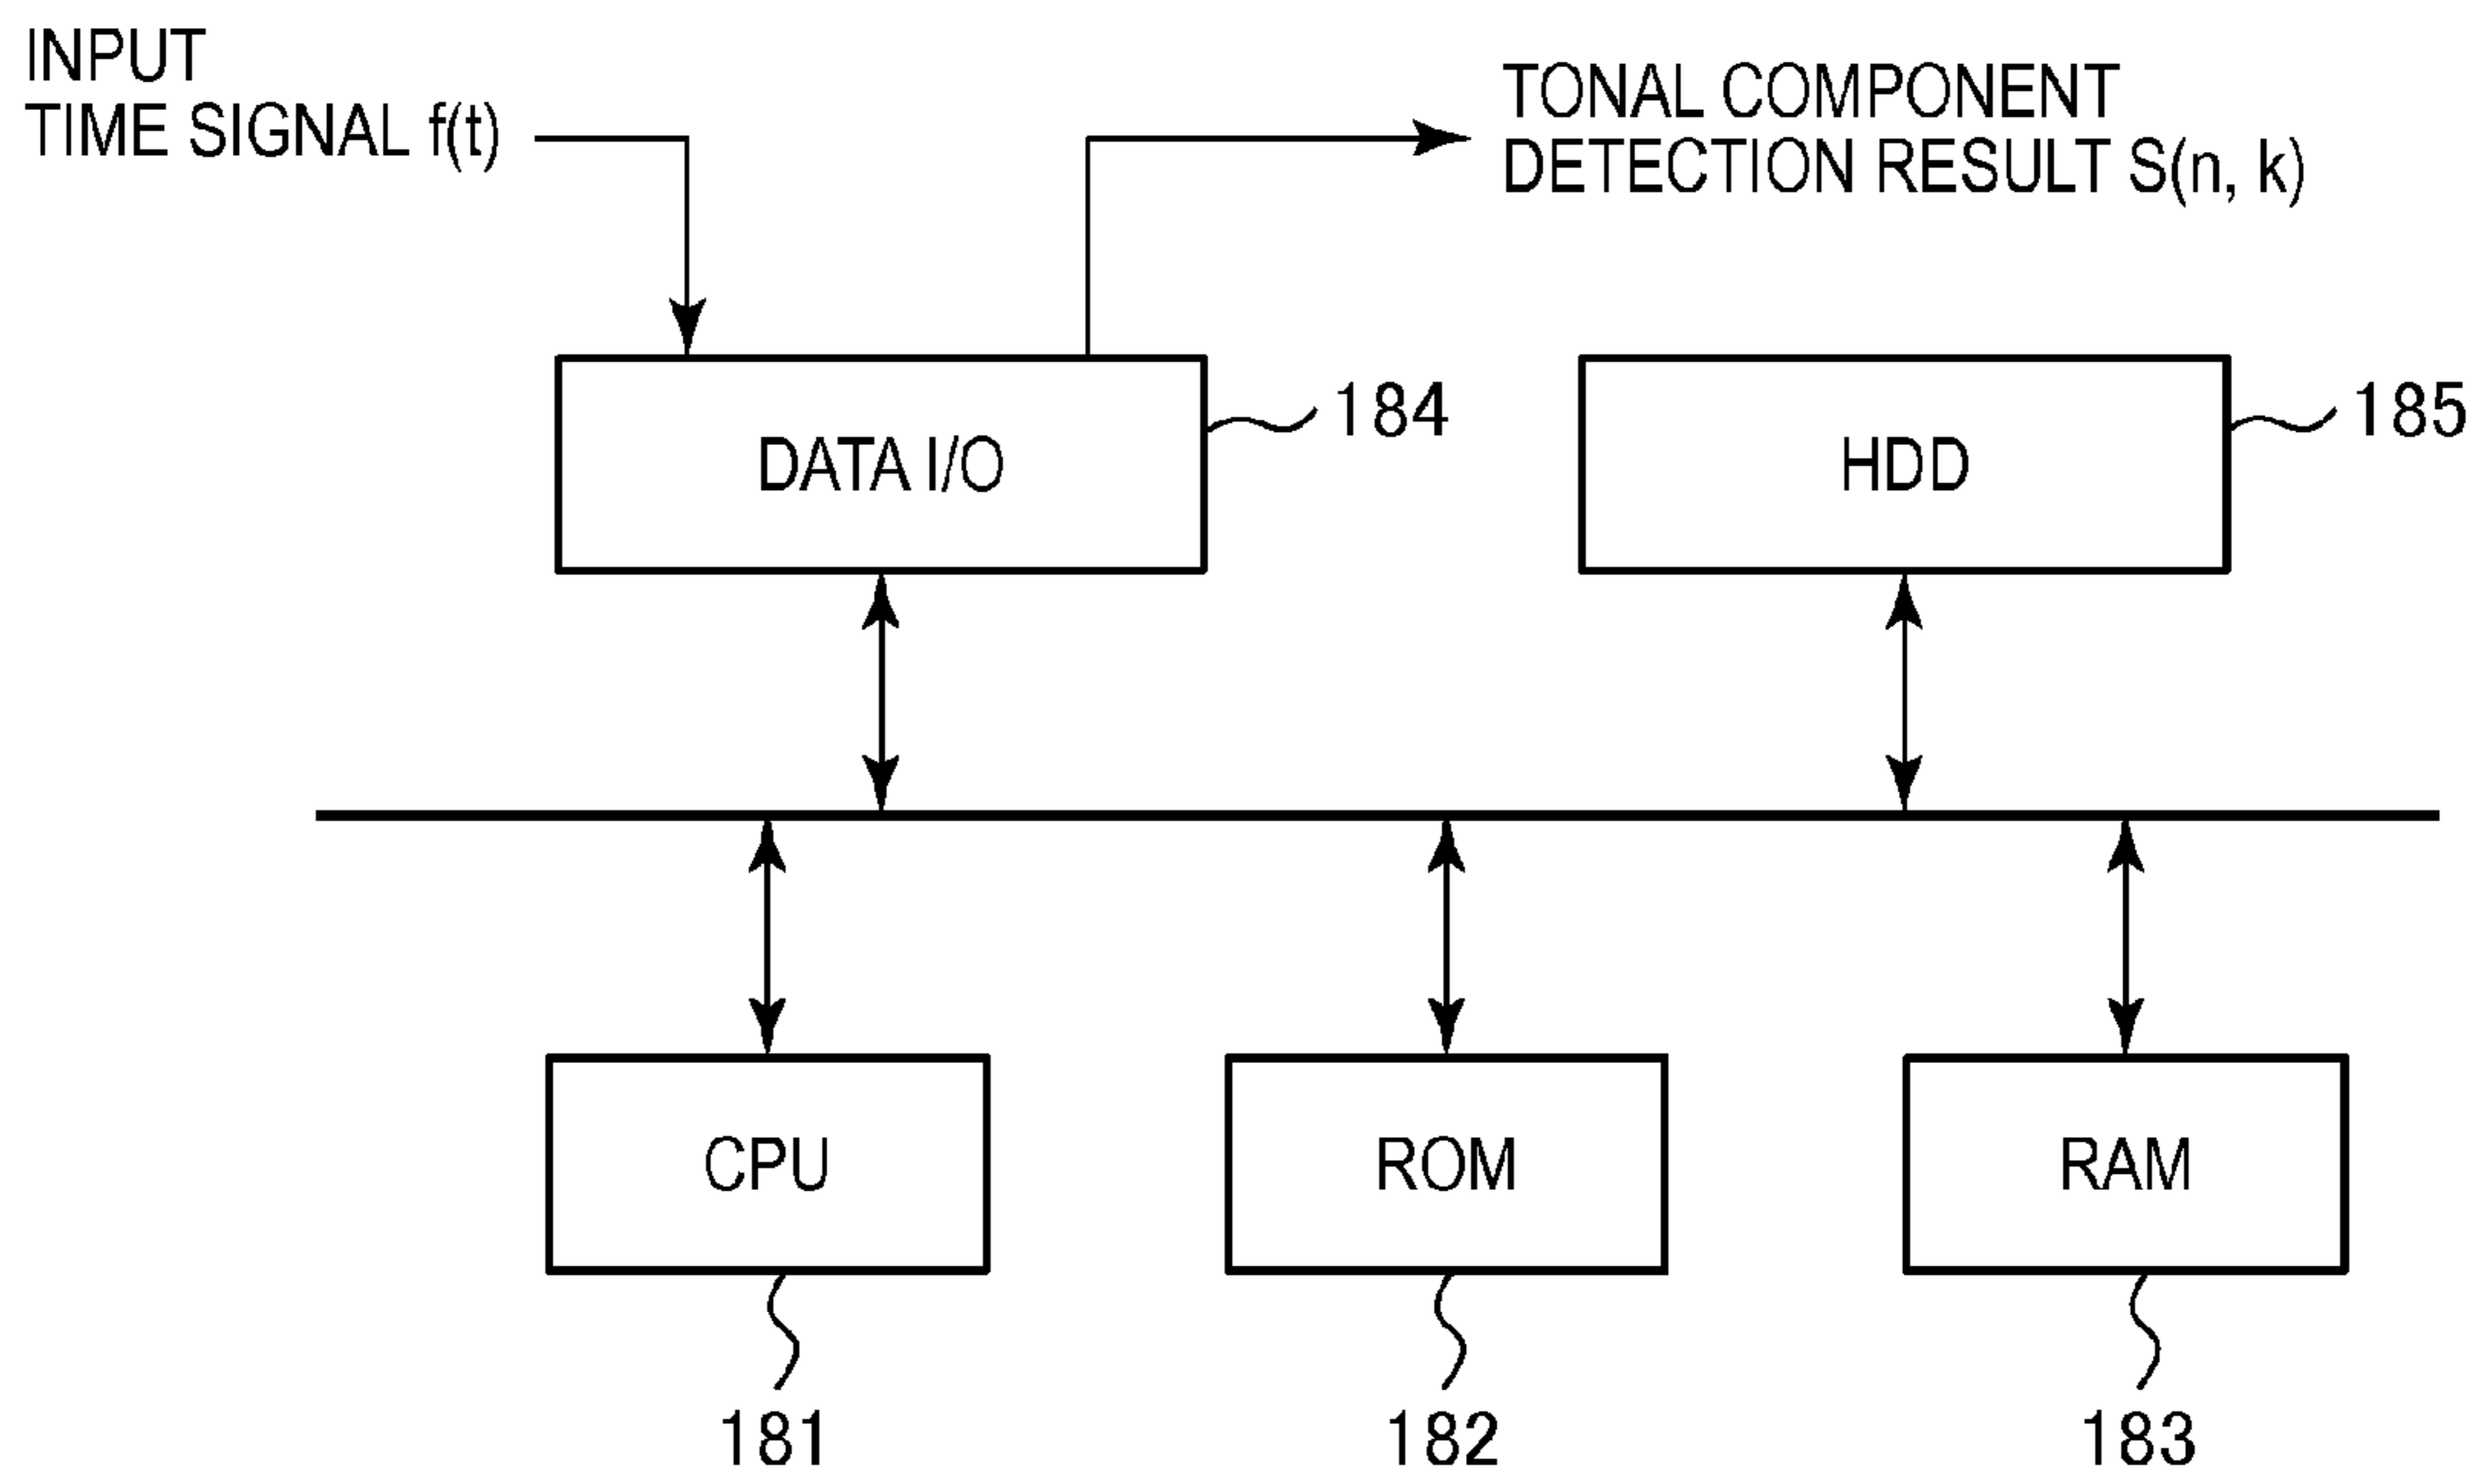 INPUT
TIME SIGNAL f(t)
TONAL COMPONENT
DETECTION RESULT S(n, k)
DATA I/O
184
HDD
185
CPU
ROM
RAM
181
182
183